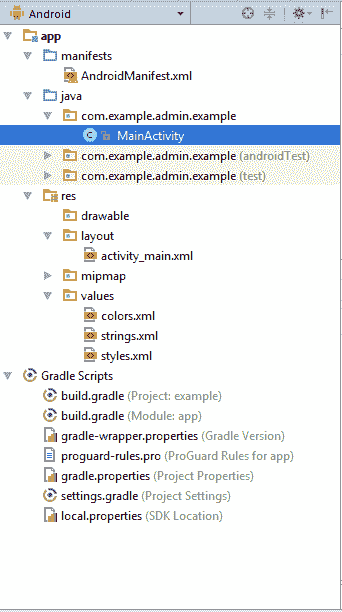 Android
app
manifests
AndroidManifest.xml
java
com.example.admin.example
MainActivity
com.example.admin.example (androidTest)
com.example.admin.example (test)
res
drawable
layout
activity_main.xml
mipmap
values
colors.xml
strings.xml
styles.xml
Gradle Scripts
build.gradle (Project: example)
build.gradle (Module: app)
gradle-wrapper.properties (Gradle Version)
proguard-rules.pro (ProGuard Rules for app)
gradle.properties (Project Properties)
settings.gradle (Project Settings)
local.properties (SDK Location)